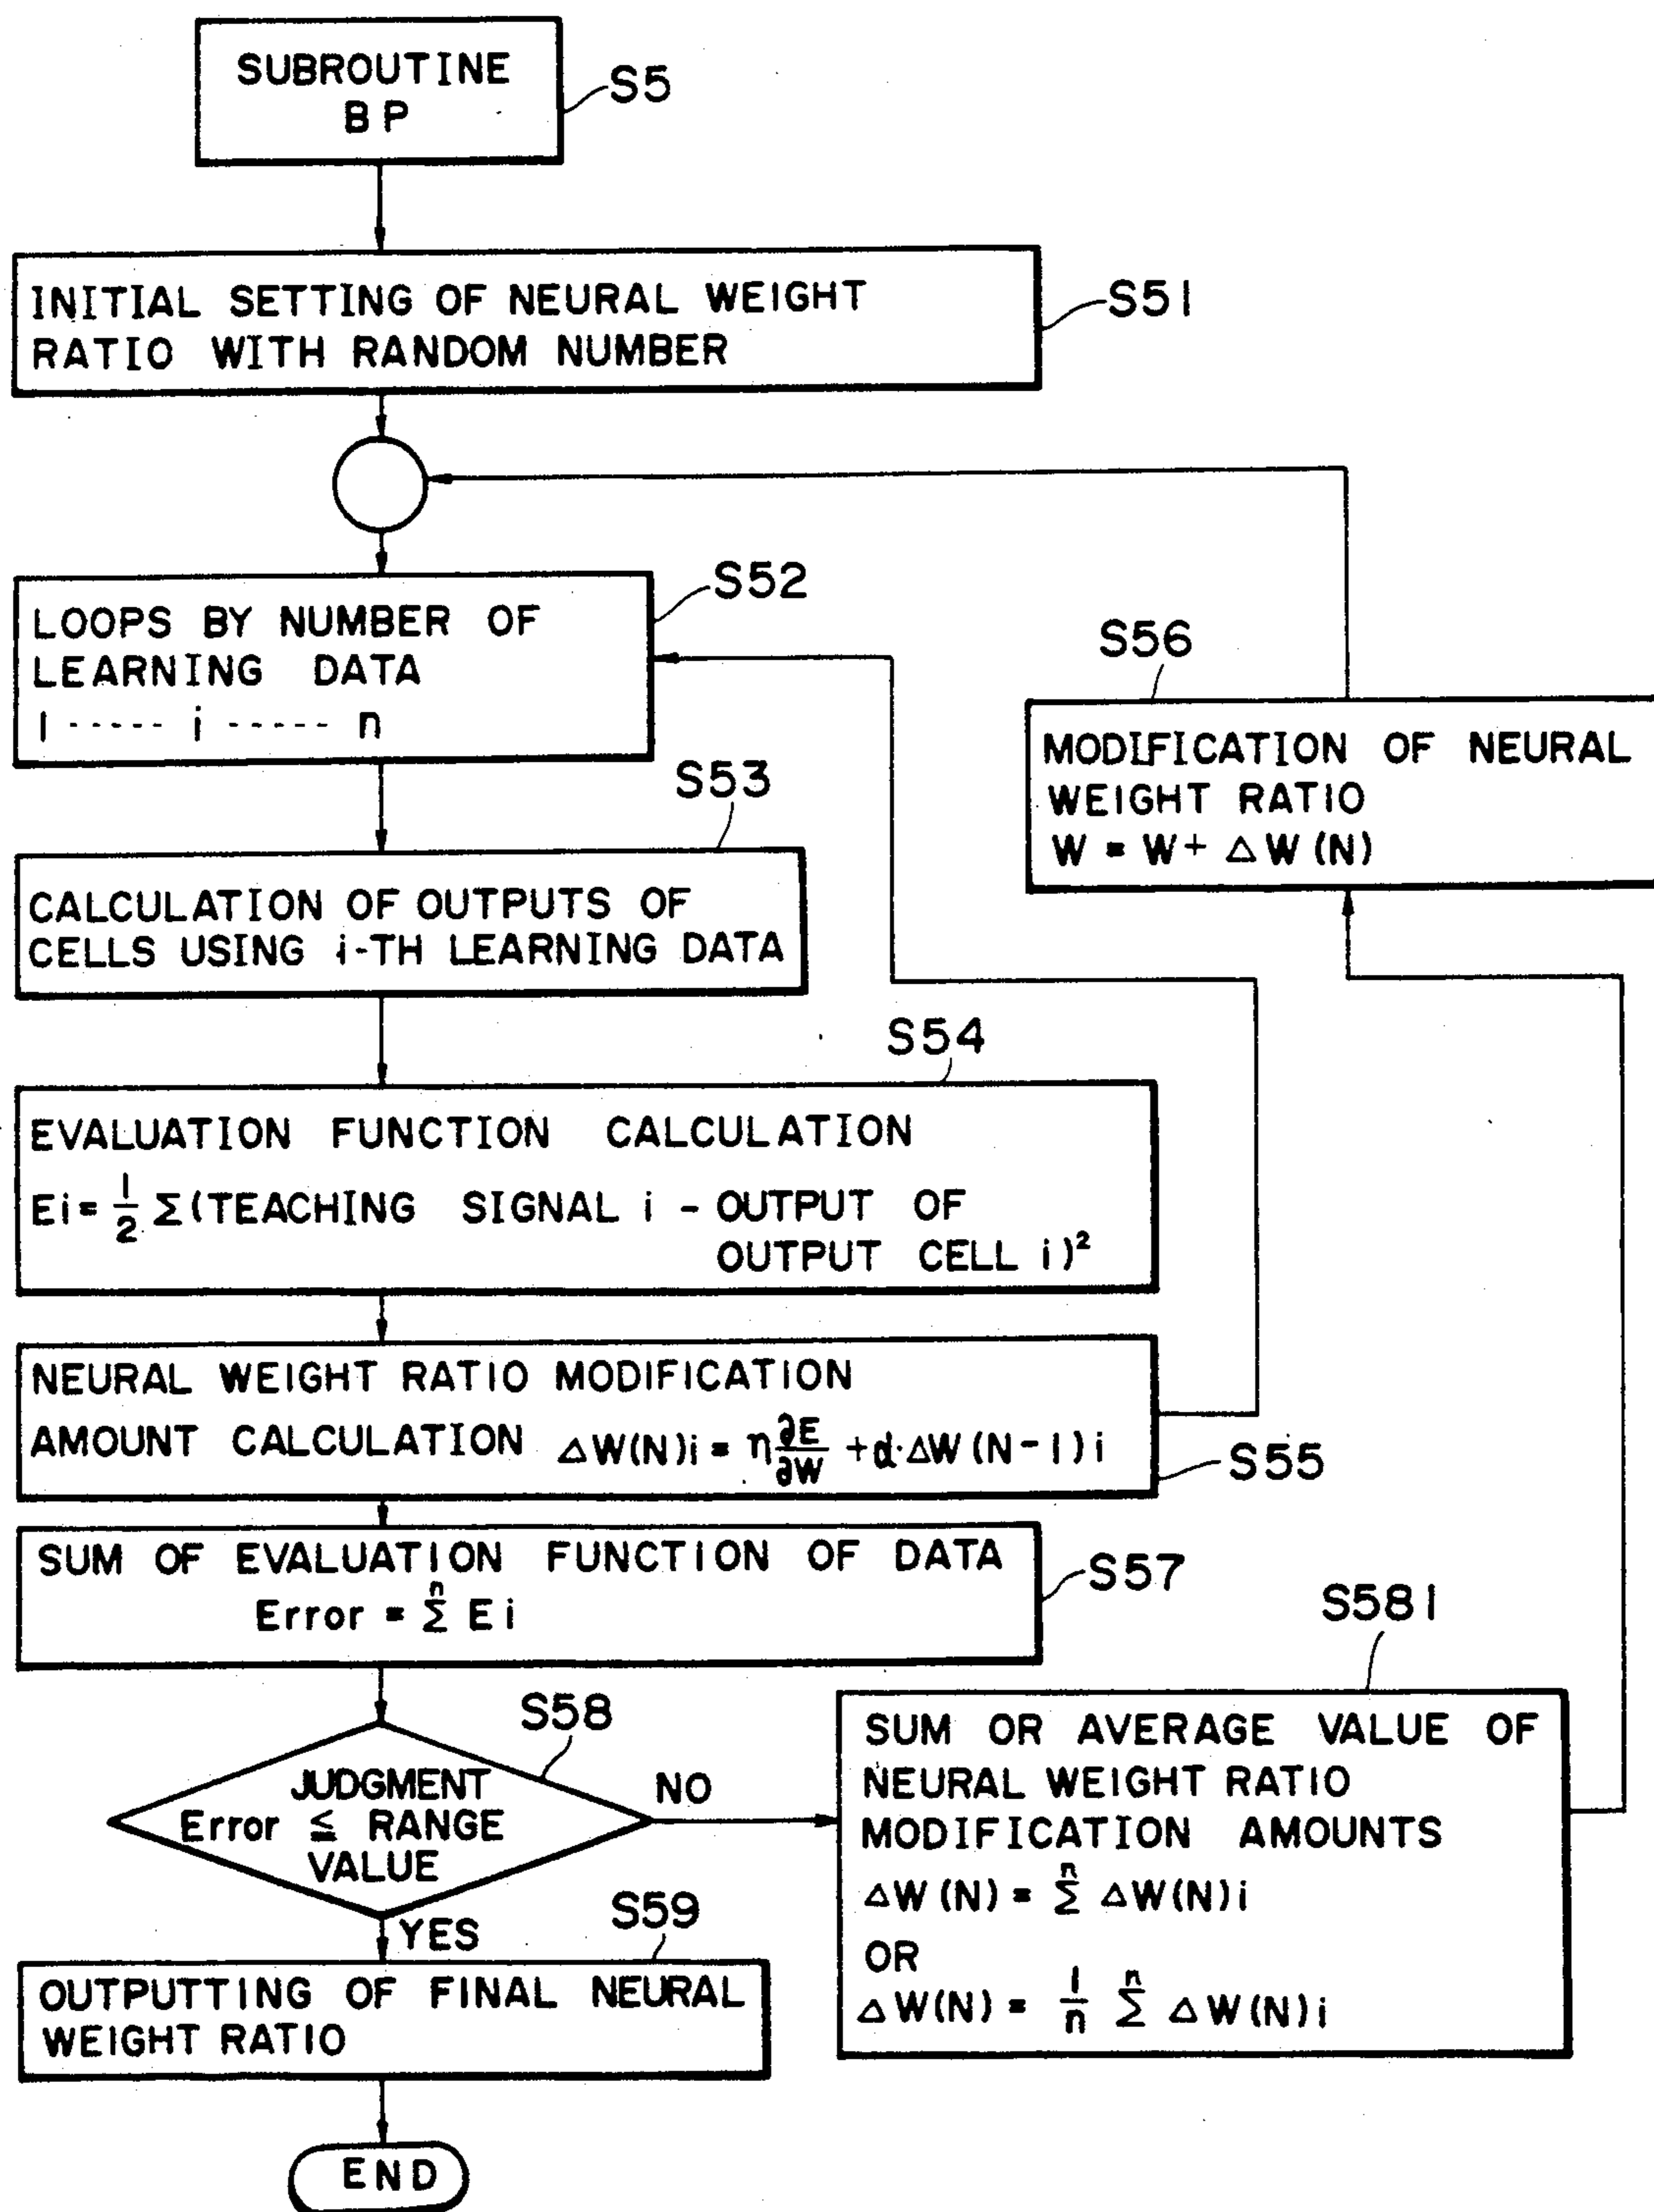 SUBROUTINE
BP
S5
INITIAL SETTING OF NEURAL WEIGHT
RATIO WITH RANDOM NUMBER
S51
LOOPS BY NUMBER OF
LEARNING DATA
1 ----- i ----- n
S52
S53
CALCULATION OF OUTPUTS OF
CELLS USING i-TH LEARNING DATA
S56
MODIFICATION OF NEURAL
WEIGHT RATIO
W = W + ΔW(N)
S54
EVALUATION FUNCTION CALCULATION
Ei = 1/2 Σ (TEACHING SIGNAL i - OUTPUT OF
OUTPUT CELL i)²
NEURAL WEIGHT RATIO MODIFICATION
AMOUNT CALCULATION ΔW(N)i = η ∂E/∂W + α·ΔW(N-1)i
S55
SUM OF EVALUATION FUNCTION OF DATA
Error = Σⁿ Ei
S57
S58
JUDGMENT
Error ≦ RANGE
VALUE
NO
YES
S581
SUM OR AVERAGE VALUE OF
NEURAL WEIGHT RATIO
MODIFICATION AMOUNTS
ΔW(N) = Σⁿ ΔW(N)i
OR
ΔW(N) = 1/n Σⁿ ΔW(N)i
S59
OUTPUTTING OF FINAL NEURAL
WEIGHT RATIO
END